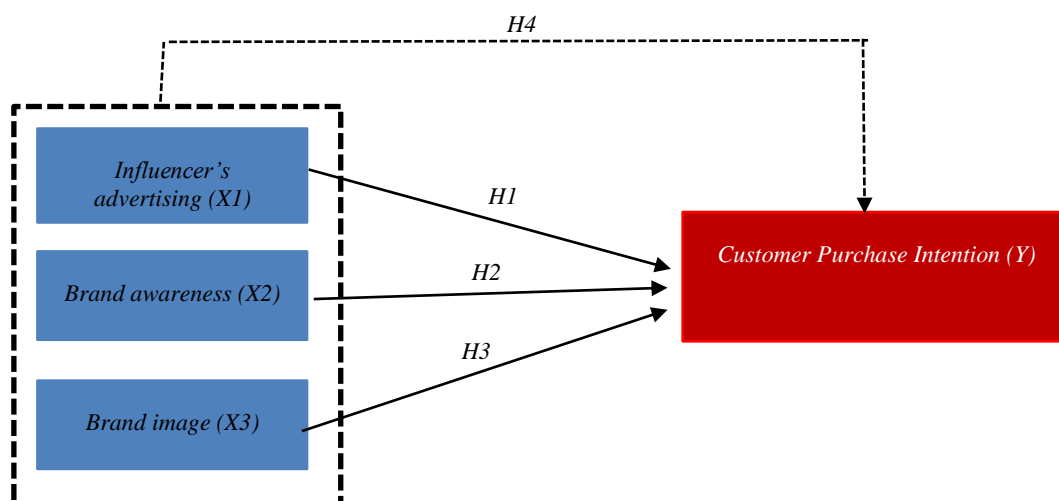 H4
Influencer’s
advertising (X1)
H1
Customer Purchase Intention (Y)
Brand awareness (X2)
H2
H3
Brand image (X3)